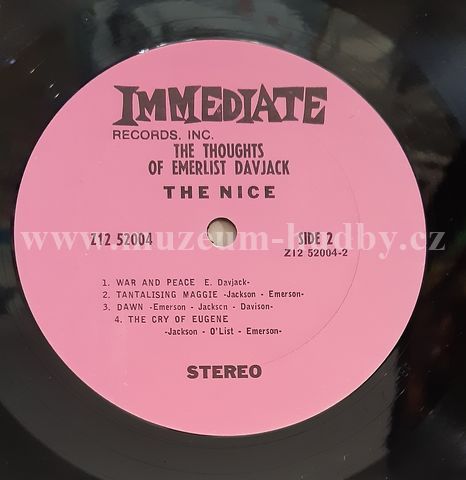 IMMEDIATE
RECORDS, INC.
THE THOUGHTS
OF EMERLIST DAVJACK
THE NICE
www.muzeum-hudby.cz
Z12 52004
SIDE 2
Z12 52004-2
1. WAR AND PEACE E. Davjack-
2. TANTALISING MAGGIE -Jackson - Emerson-
3. DAWN -Emerson - Jackson - Davison-
4. THE CRY OF EUGENE
-Jackson - O'List - Emerson-
STEREO